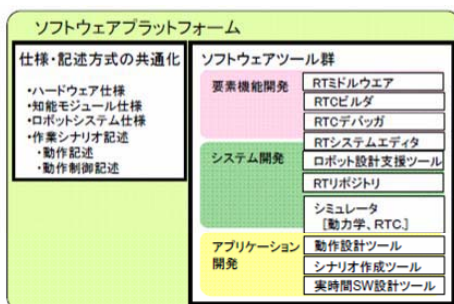 ソフトウェアプラットフォーム
仕様・記述方式の共通化
・ハードウェア仕様
・知能モジュール仕様
・ロボットシステム仕様
・作業シナリオ記述
・動作記述
・動作制御記述
ソフトウェアツール群
要素機能開発
RTミドルウエア
RTCビルダ
RTCデバッガ
システム開発
RTシステムエディタ
ロボット設計支援ツール
RTリポジトリ
シミュレータ
[動力学、RTC.]
アプリケーション
開発
動作設計ツール
シナリオ作成ツール
実時間SW設計ツール